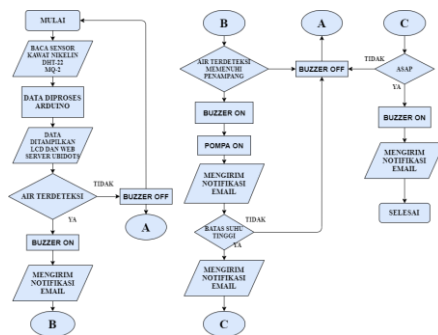 MULAI
BACA SENSOR
KAWAT NIKELIN
DHT-22
MQ-2
DATA DIPROSES
ARDUINO
DATA
DITAMPILKAN
LCD DAN WEB
SERVER UBIDOTS
AIR TERDETEKSI
TIDAK
BUZZER OFF
A
YA
BUZZER ON
MENGIRIM
NOTIFIKASI
EMAIL
B
B
AIR TERDETEKSI
MEMENUHI
PENAMPANG
BUZZER ON
POMPA ON
MENGIRIM
NOTIFIKASI
EMAIL
BATAS SUHU
TINGGI
TIDAK
YA
MENGIRIM
NOTIFIKASI
EMAIL
C
A
BUZZER OFF
C
TIDAK
ASAP
YA
BUZZER ON
MENGIRIM
NOTIFIKASI
EMAIL
SELESAI